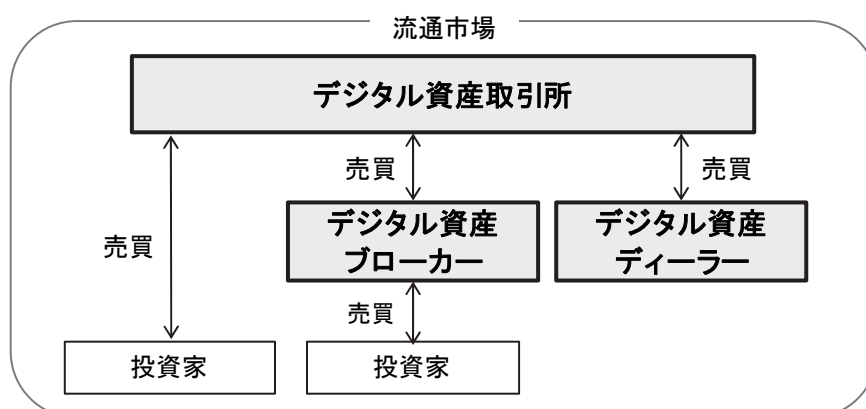 流通市場
デジタル資産取引所
売買
売買
売買
デジタル資産
ブローカー
デジタル資産
ディーラー
売買
投資家
投資家